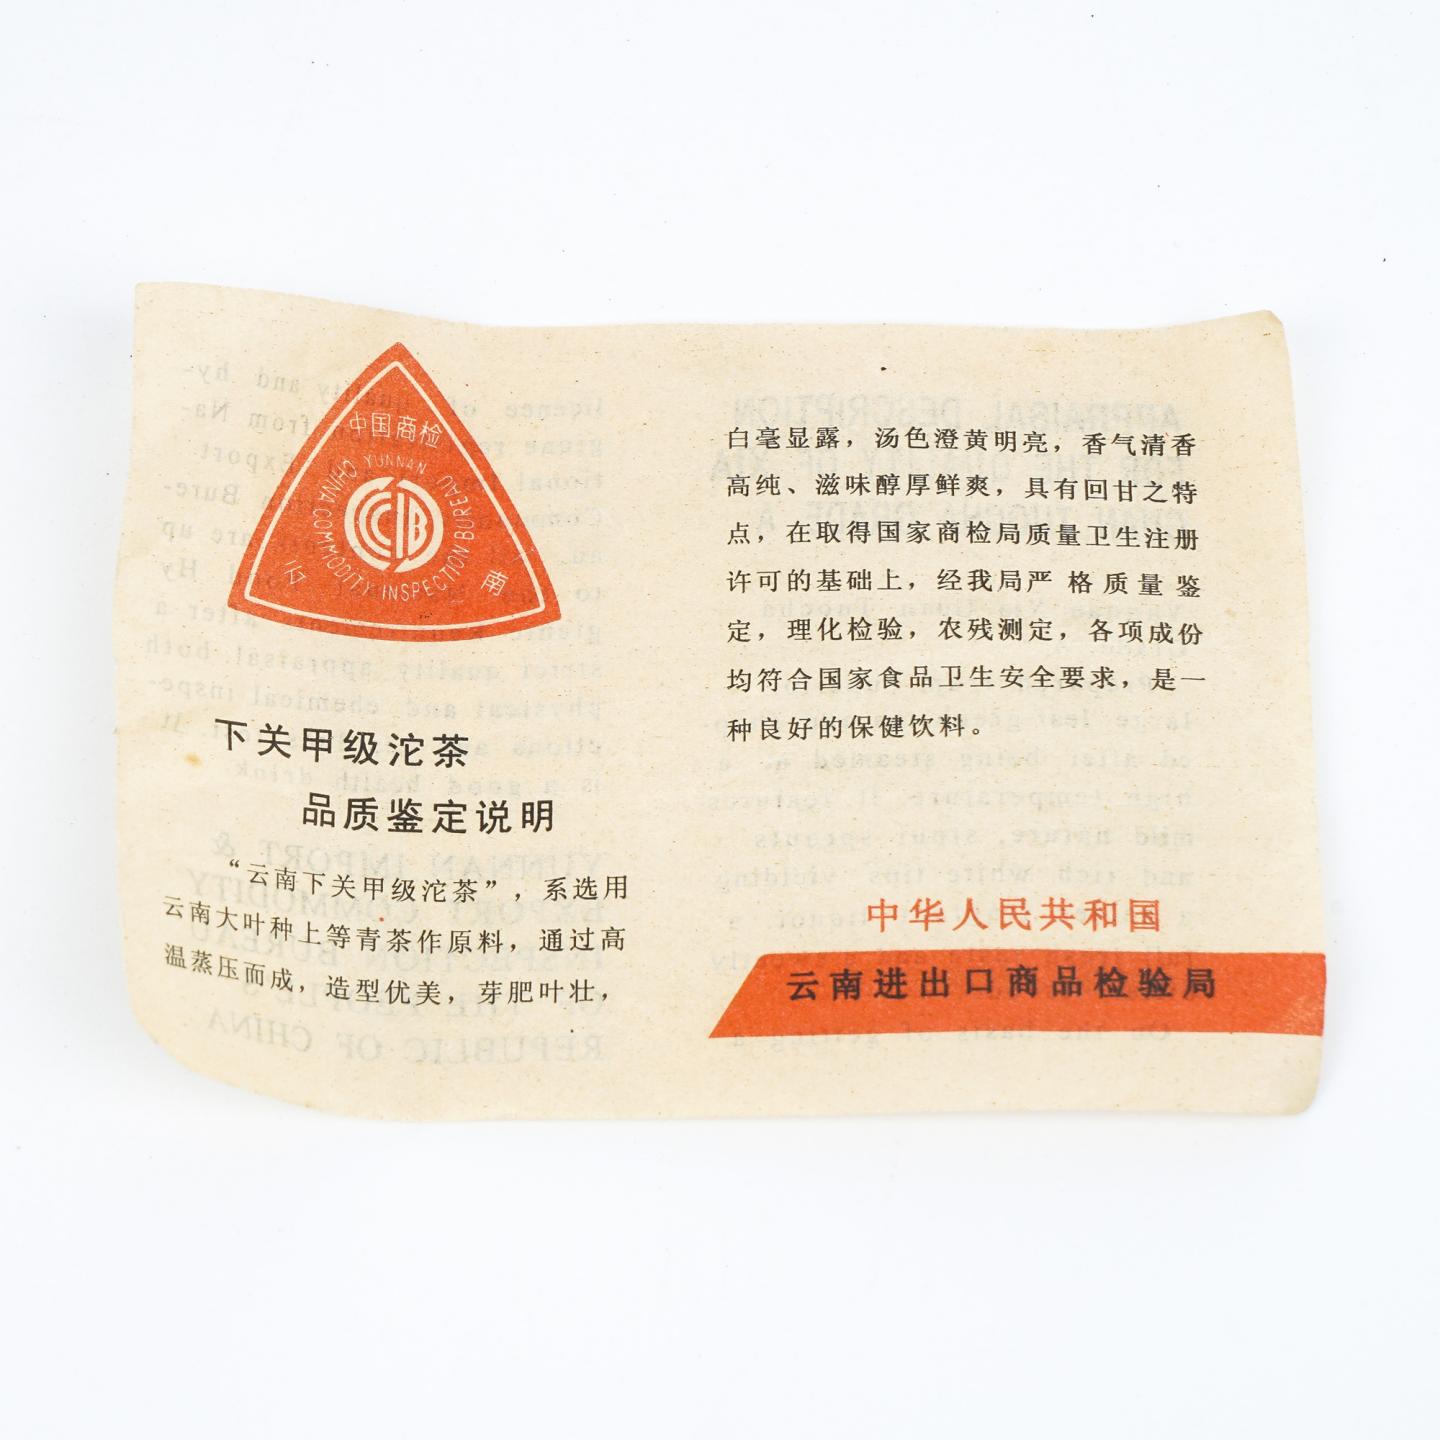 中国商检
YUNNAN
CHINA COMMODITY INSPECTION BUREAU
CCIB
云 南
下关甲级沱茶
品质鉴定说明
“云南下关甲级沱茶”，系选用
云南大叶种上等青茶作原料，通过高
温蒸压而成，造型优美，芽肥叶壮，
白毫显露，汤色澄黄明亮，香气清香
高纯、滋味醇厚鲜爽，具有回甘之特
点，在取得国家商检局质量卫生注册
许可的基础上，经我局严格质量鉴
定，理化检验，农残测定，各项成份
均符合国家食品卫生安全要求，是一
种良好的保健饮料。
中华人民共和国
云南进出口商品检验局